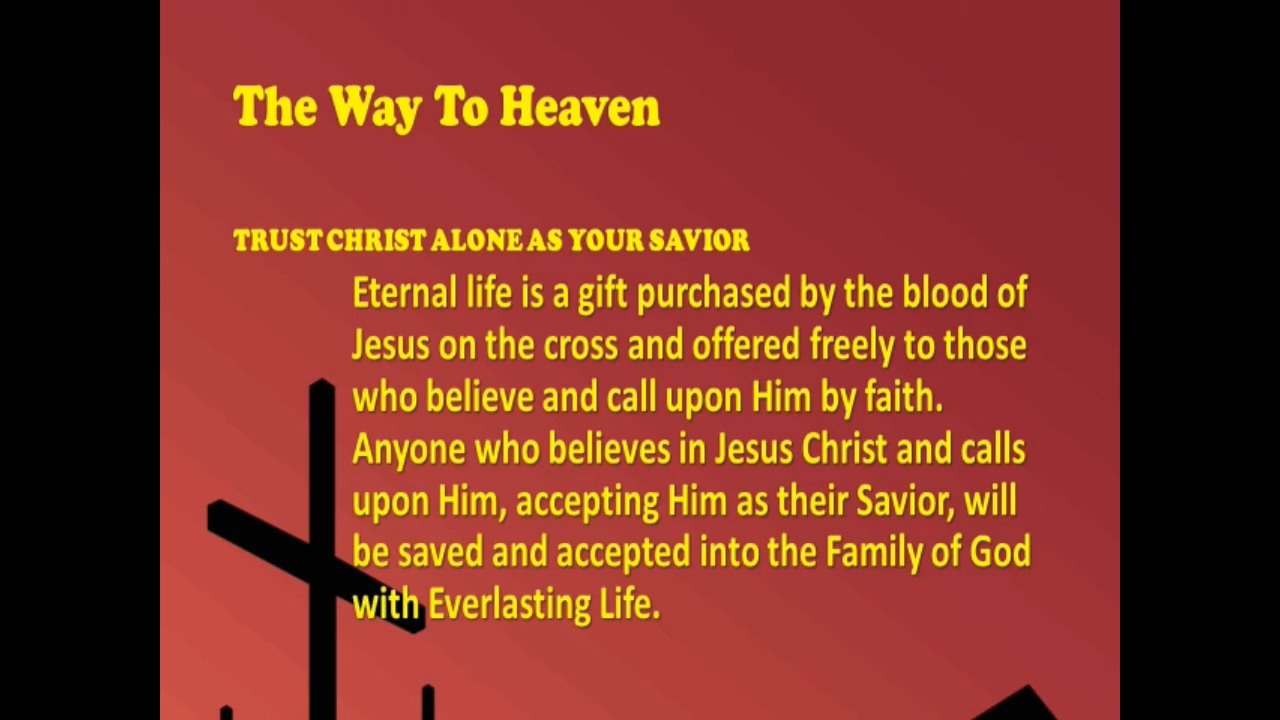 The Way To Heaven
TRUST CHRIST ALONE AS YOUR SAVIOR
Eternal life is a gift purchased by the blood of
Jesus on the cross and offered freely to those
who believe and call upon Him by faith.
Anyone who believes in Jesus Christ and calls
upon Him, accepting Him as their Savior, will
be saved and accepted into the Family of God
with Everlasting Life.